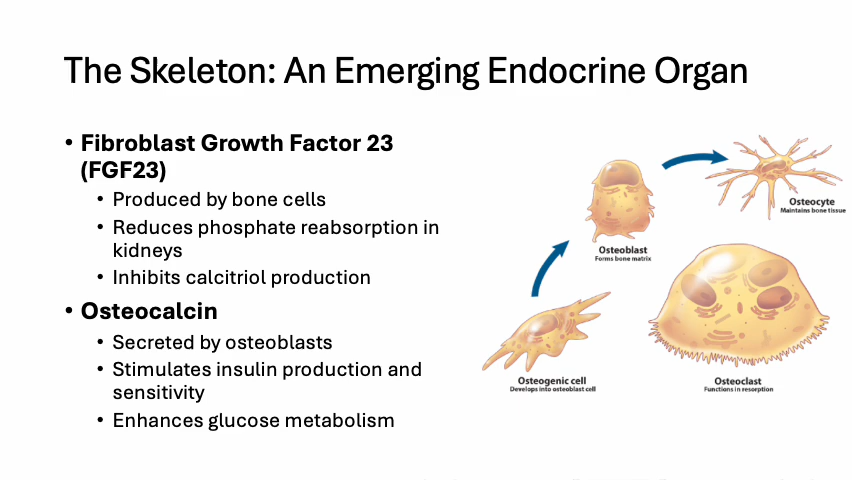 The Skeleton: An Emerging Endocrine Organ
• Fibroblast Growth Factor 23
(FGF23)
• Produced by bone cells
• Reduces phosphate reabsorption in
kidneys
• Inhibits calcitriol production
• Osteocalcin
• Secreted by osteoblasts
• Stimulates insulin production and
sensitivity
• Enhances glucose metabolism
Osteocyte
Maintains bone tissue
Osteoblast
Forms bone matrix
Osteogenic cell
Develops into osteoblast cell
Osteoclast
Functions in resorption